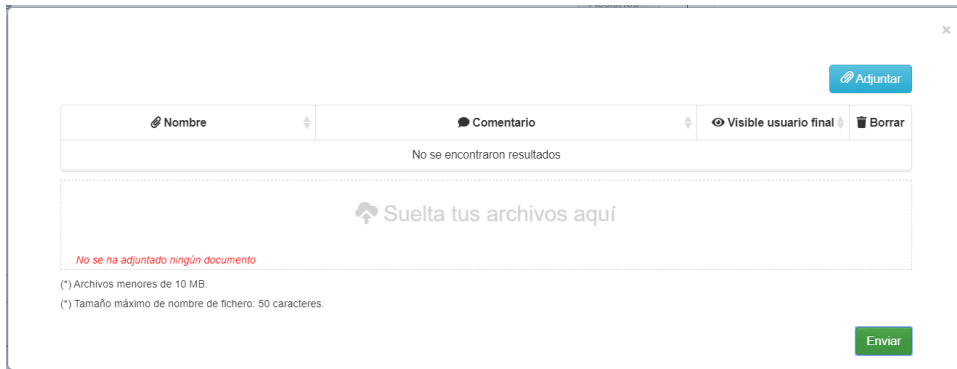 ×
Adjuntar
Nombre Comentario Visible usuario final Borrar
No se encontraron resultados
Suelta tus archivos aquí
No se ha adjuntado ningún documento
(*) Archivos menores de 10 MB.
(*) Tamaño máximo de nombre de fichero: 50 caracteres.
Enviar